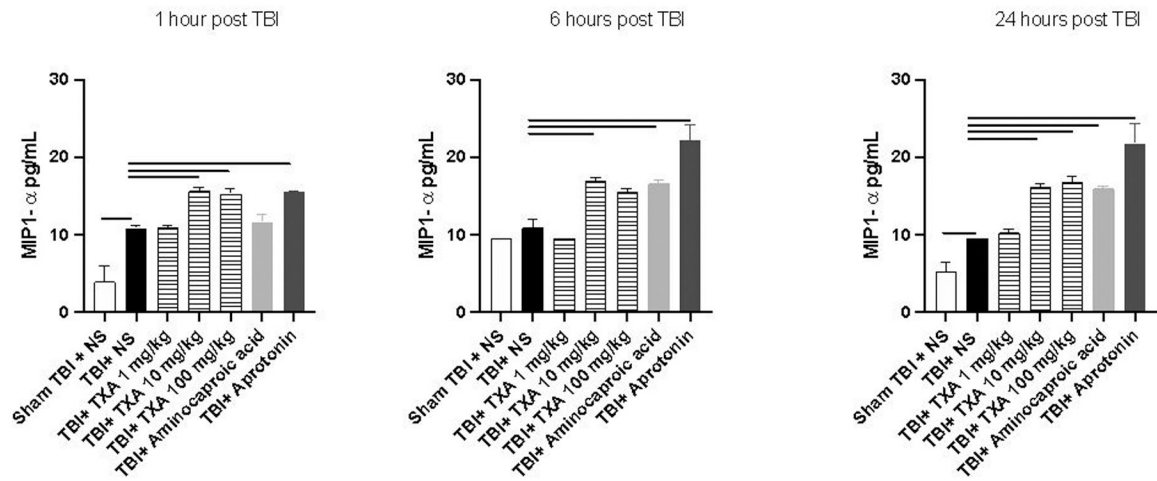 1 hour post TBI
6 hours post TBI
24 hours post TBI
MIP1- α pg/mL
30
20
10
0
Sham TBI + NS
TBI+ NS
TBI+ TXA 1 mg/kg
TBI+ TXA 10 mg/kg
TBI+ TXA 100 mg/kg
TBI+ Aminocaproic acid
TBI+ Aprotonin
MIP1- α pg/mL
30
20
10
0
Sham TBI + NS
TBI+ NS
TBI+ TXA 1 mg/kg
TBI+ TXA 10 mg/kg
TBI+ TXA 100 mg/kg
TBI+ Aminocaproic acid
TBI+ Aprotonin
MIP1- α pg/mL
30
20
10
0
Sham TBI + NS
TBI+ NS
TBI+ TXA 1 mg/kg
TBI+ TXA 10 mg/kg
TBI+ TXA 100 mg/kg
TBI+ Aminocaproic acid
TBI+ Aprotonin